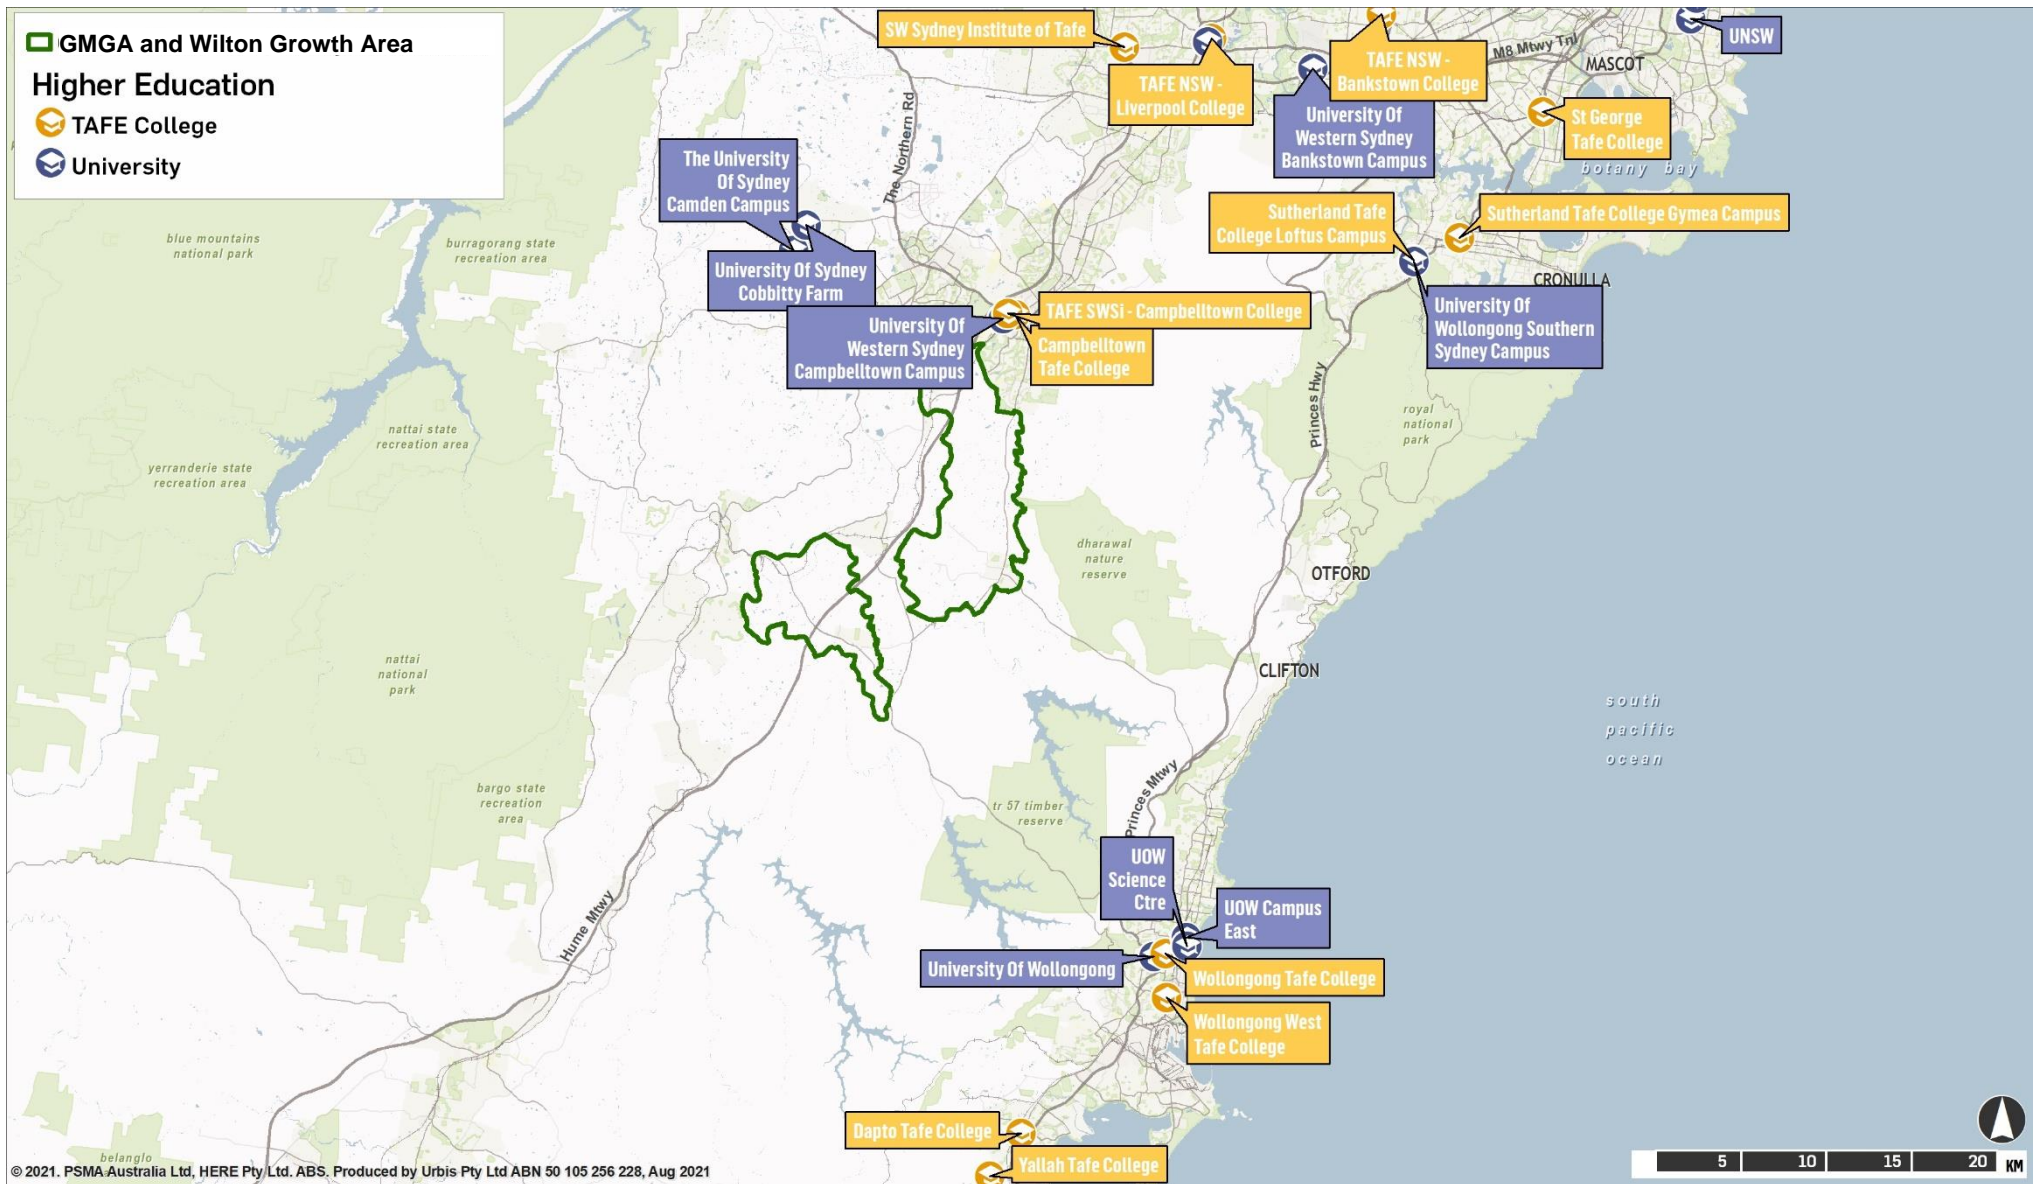 GMGA and Wilton Growth Area
Higher Education
TAFE College
University
SW Sydney Institute of Tafe
TAFE NSW -
Liverpool College
TAFE NSW -
Bankstown College
M8 Mtwy Tnl
MASCOT
UNSW
University Of
Western Sydney
Bankstown Campus
St George
Tafe College
botany bay
The Northern Rd
The University
Of Sydney
Camden Campus
University Of Sydney
Cobbitty Farm
Sutherland Tafe
College Loftus Campus
Sutherland Tafe College Gymea Campus
CRONULLA
blue mountains
national park
burragorang state
recreation area
University Of
Western Sydney
Campbelltown Campus
TAFE SWSi - Campbelltown College
Campbelltown
Tafe College
University Of
Wollongong Southern
Sydney Campus
Princes Hwy
royal
national
park
nattai state
recreation area
yerranderie state
recreation area
dharawal
nature
reserve
OTFORD
CLIFTON
nattai
national
park
south
pacific
ocean
bargo state
recreation
area
tr 57 timber
reserve
Princes Mtwy
Hume Mtwy
UOW
Science
Ctre
UOW Campus
East
University Of Wollongong
Wollongong Tafe College
Wollongong West
Tafe College
Dapto Tafe College
Yallah Tafe College
belanglo
© 2021. PSMA Australia Ltd, HERE Pty Ltd. ABS. Produced by Urbis Pty Ltd ABN 50 105 256 228, Aug 2021
5 10 15 20 KM